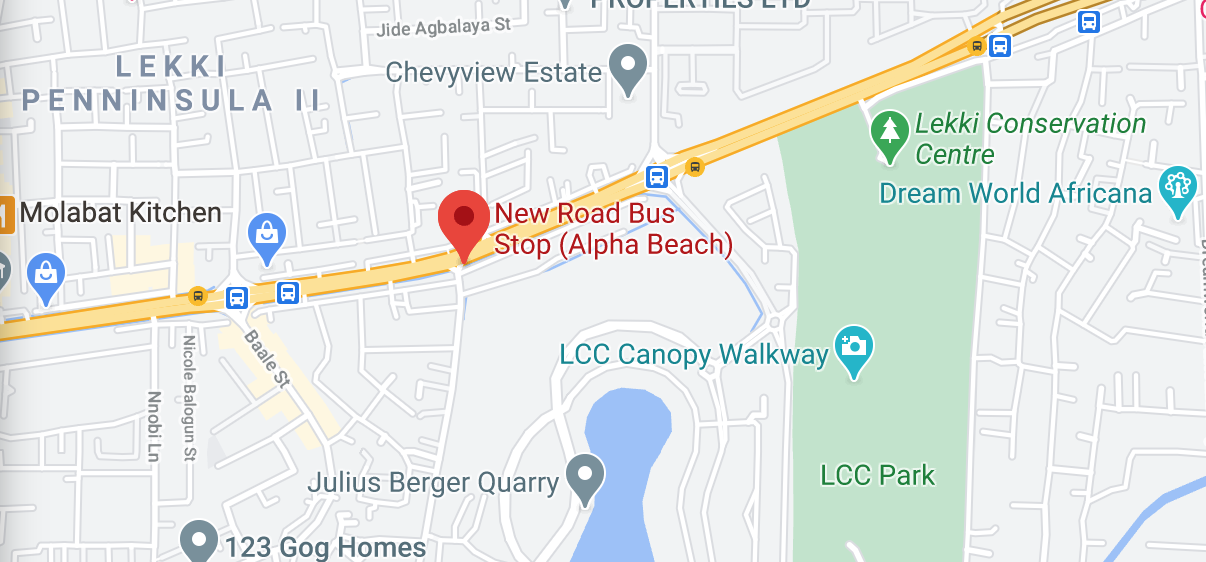 PROPERTIES LTD
Jide Agbalaya St
Chevyview Estate
LEKKI
PENNINSULA II
Lekki Conservation
Centre
Dream World Africana
Molabat Kitchen
New Road Bus
Stop (Alpha Beach)
Baale St
Nicole Balogun St
Nnobi Ln
LCC Canopy Walkway
LCC Park
Julius Berger Quarry
123 Gog Homes